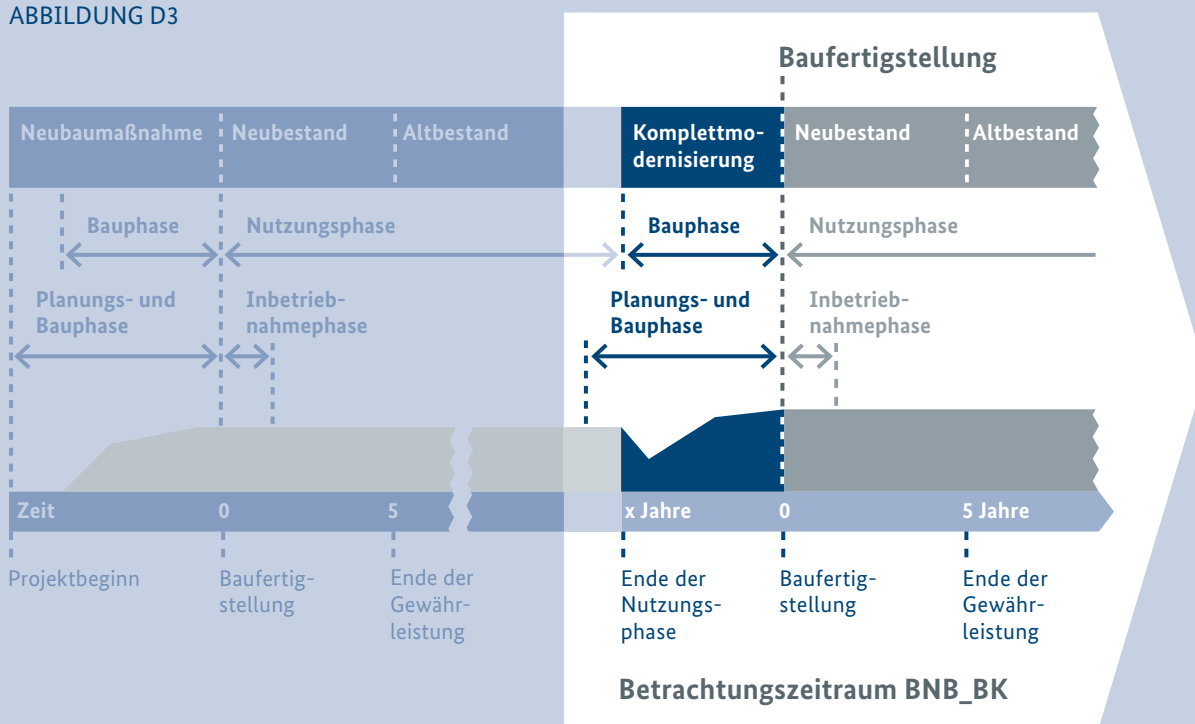 ABBILDUNG D3
Baufertigstellung
Neubaumaßnahme
Neubestand
Altbestand
Komplettmo-
dernisierung
Neubestand
Altbestand
Bauphase
Nutzungsphase
Bauphase
Nutzungsphase
Planungs- und
Bauphase
Inbetrieb-
nahmephase
Planungs- und
Bauphase
Inbetrieb-
nahmephase
Zeit
0
5
x Jahre
0
5 Jahre
Projektbeginn
Baufertig-
stellung
Ende der
Gewähr-
leistung
Ende der
Nutzungs-
phase
Baufertig-
stellung
Ende der
Gewähr-
leistung
Betrachtungszeitraum BNB_BK